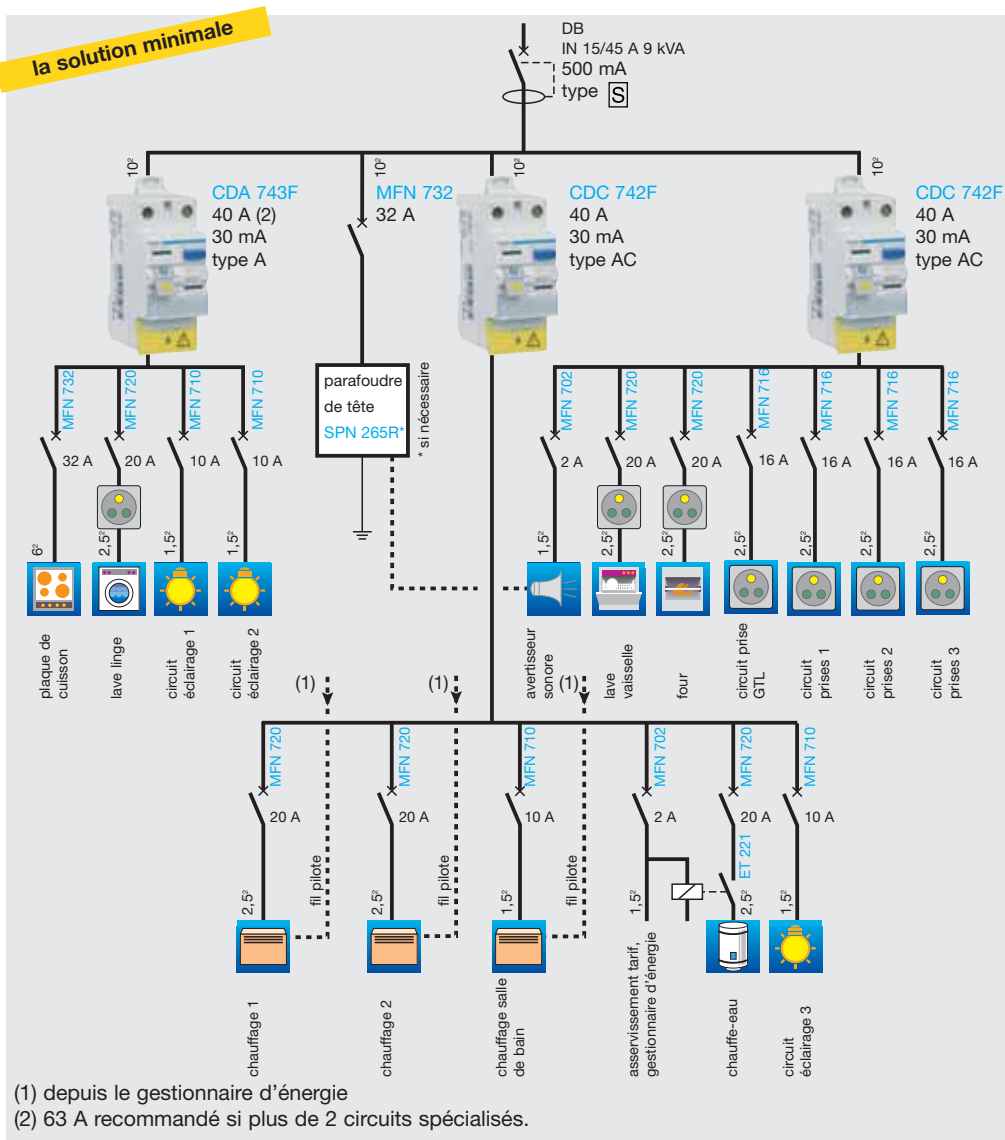 la solution minimale
DB
IN 15/45 A 9 kVA
500 mA
type S
10²
10²
10²
10²
CDA 743F
40 A (2)
30 mA
type A
MFN 732
32 A
CDC 742F
40 A
30 mA
type AC
CDC 742F
40 A
30 mA
type AC
MFN 732
MFN 720
MFN 710
MFN 710
32 A
20 A
10 A
10 A
6²
2,5²
1,5²
1,5²
plaque de
cuisson
lave linge
circuit
éclairage 1
circuit
éclairage 2
parafoudre
de tête
SPN 265R*
* si nécessaire
MFN 702
MFN 720
MFN 720
MFN 716
MFN 716
MFN 716
MFN 716
2 A
20 A
20 A
16 A
16 A
16 A
16 A
1,5²
2,5²
2,5²
2,5²
2,5²
2,5²
2,5²
avertisseur
sonore
lave
vaisselle
four
circuit prise
GTL
circuit
prises 1
circuit
prises 2
circuit
prises 3
(1)
(1)
(1)
MFN 720
MFN 720
MFN 710
MFN 702
MFN 720
MFN 710
20 A
20 A
10 A
2 A
20 A
10 A
ET 221
fil pilote
fil pilote
fil pilote
2,5²
2,5²
1,5²
1,5²
2,5²
1,5²
chauffage 1
chauffage 2
chauffage salle
de bain
asservissement tarif,
gestionnaire d'énergie
chauffe-eau
circuit
éclairage 3
(1) depuis le gestionnaire d'énergie
(2) 63 A recommandé si plus de 2 circuits spécialisés.